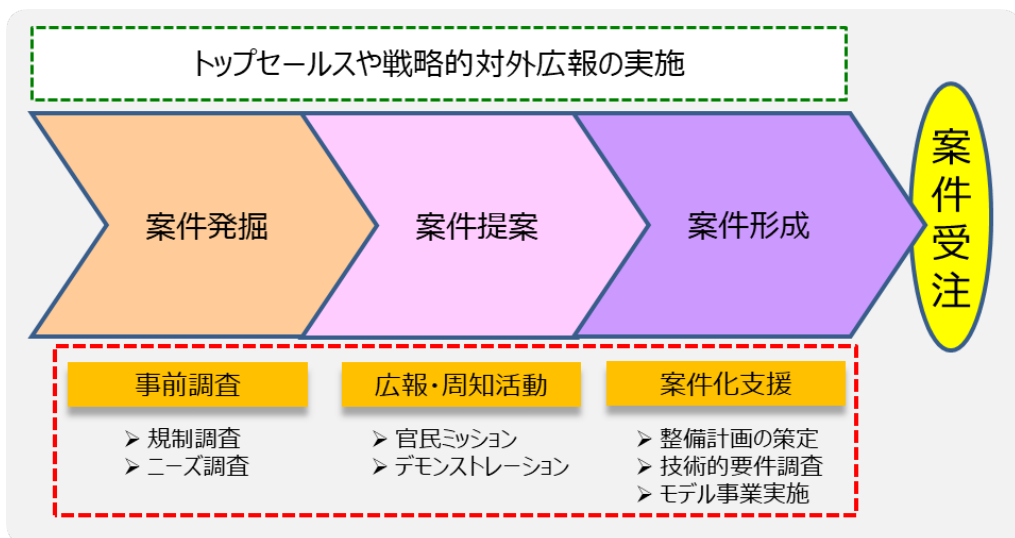 トップセールスや戦略的対外広報の実施
案件発掘
案件提案
案件形成
案件受注
事前調査
➢ 規制調査
➢ ニーズ調査
広報・周知活動
➢ 官民ミッション
➢ デモンストレーション
案件化支援
➢ 整備計画の策定
➢ 技術的要件調査
➢ モデル事業実施